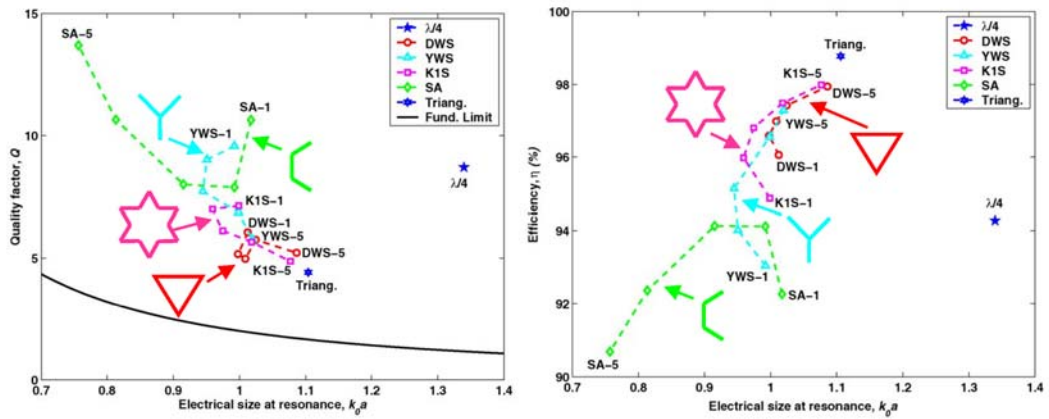 15
10
5
0
Quality factor, Q
0.7 0.8 0.9 1 1.1 1.2 1.3 1.4
Electrical size at resonance, k0a
SA-5
SA-1
YWS-1
K1S-1
DWS-1
YWS-5
DWS-5
K1S-5
Triang.
λ/4
λ/4
DWS
YWS
K1S
SA
Triang.
Fund. Limit
100
98
96
94
92
90
Efficiency, η (%)
0.7 0.8 0.9 1 1.1 1.2 1.3 1.4
Electrical size at resonance, k0a
Triang.
K1S-5
DWS-5
YWS-5
DWS-1
K1S-1
λ/4
YWS-1
SA-1
SA-5
λ/4
DWS
YWS
K1S
SA
Triang.